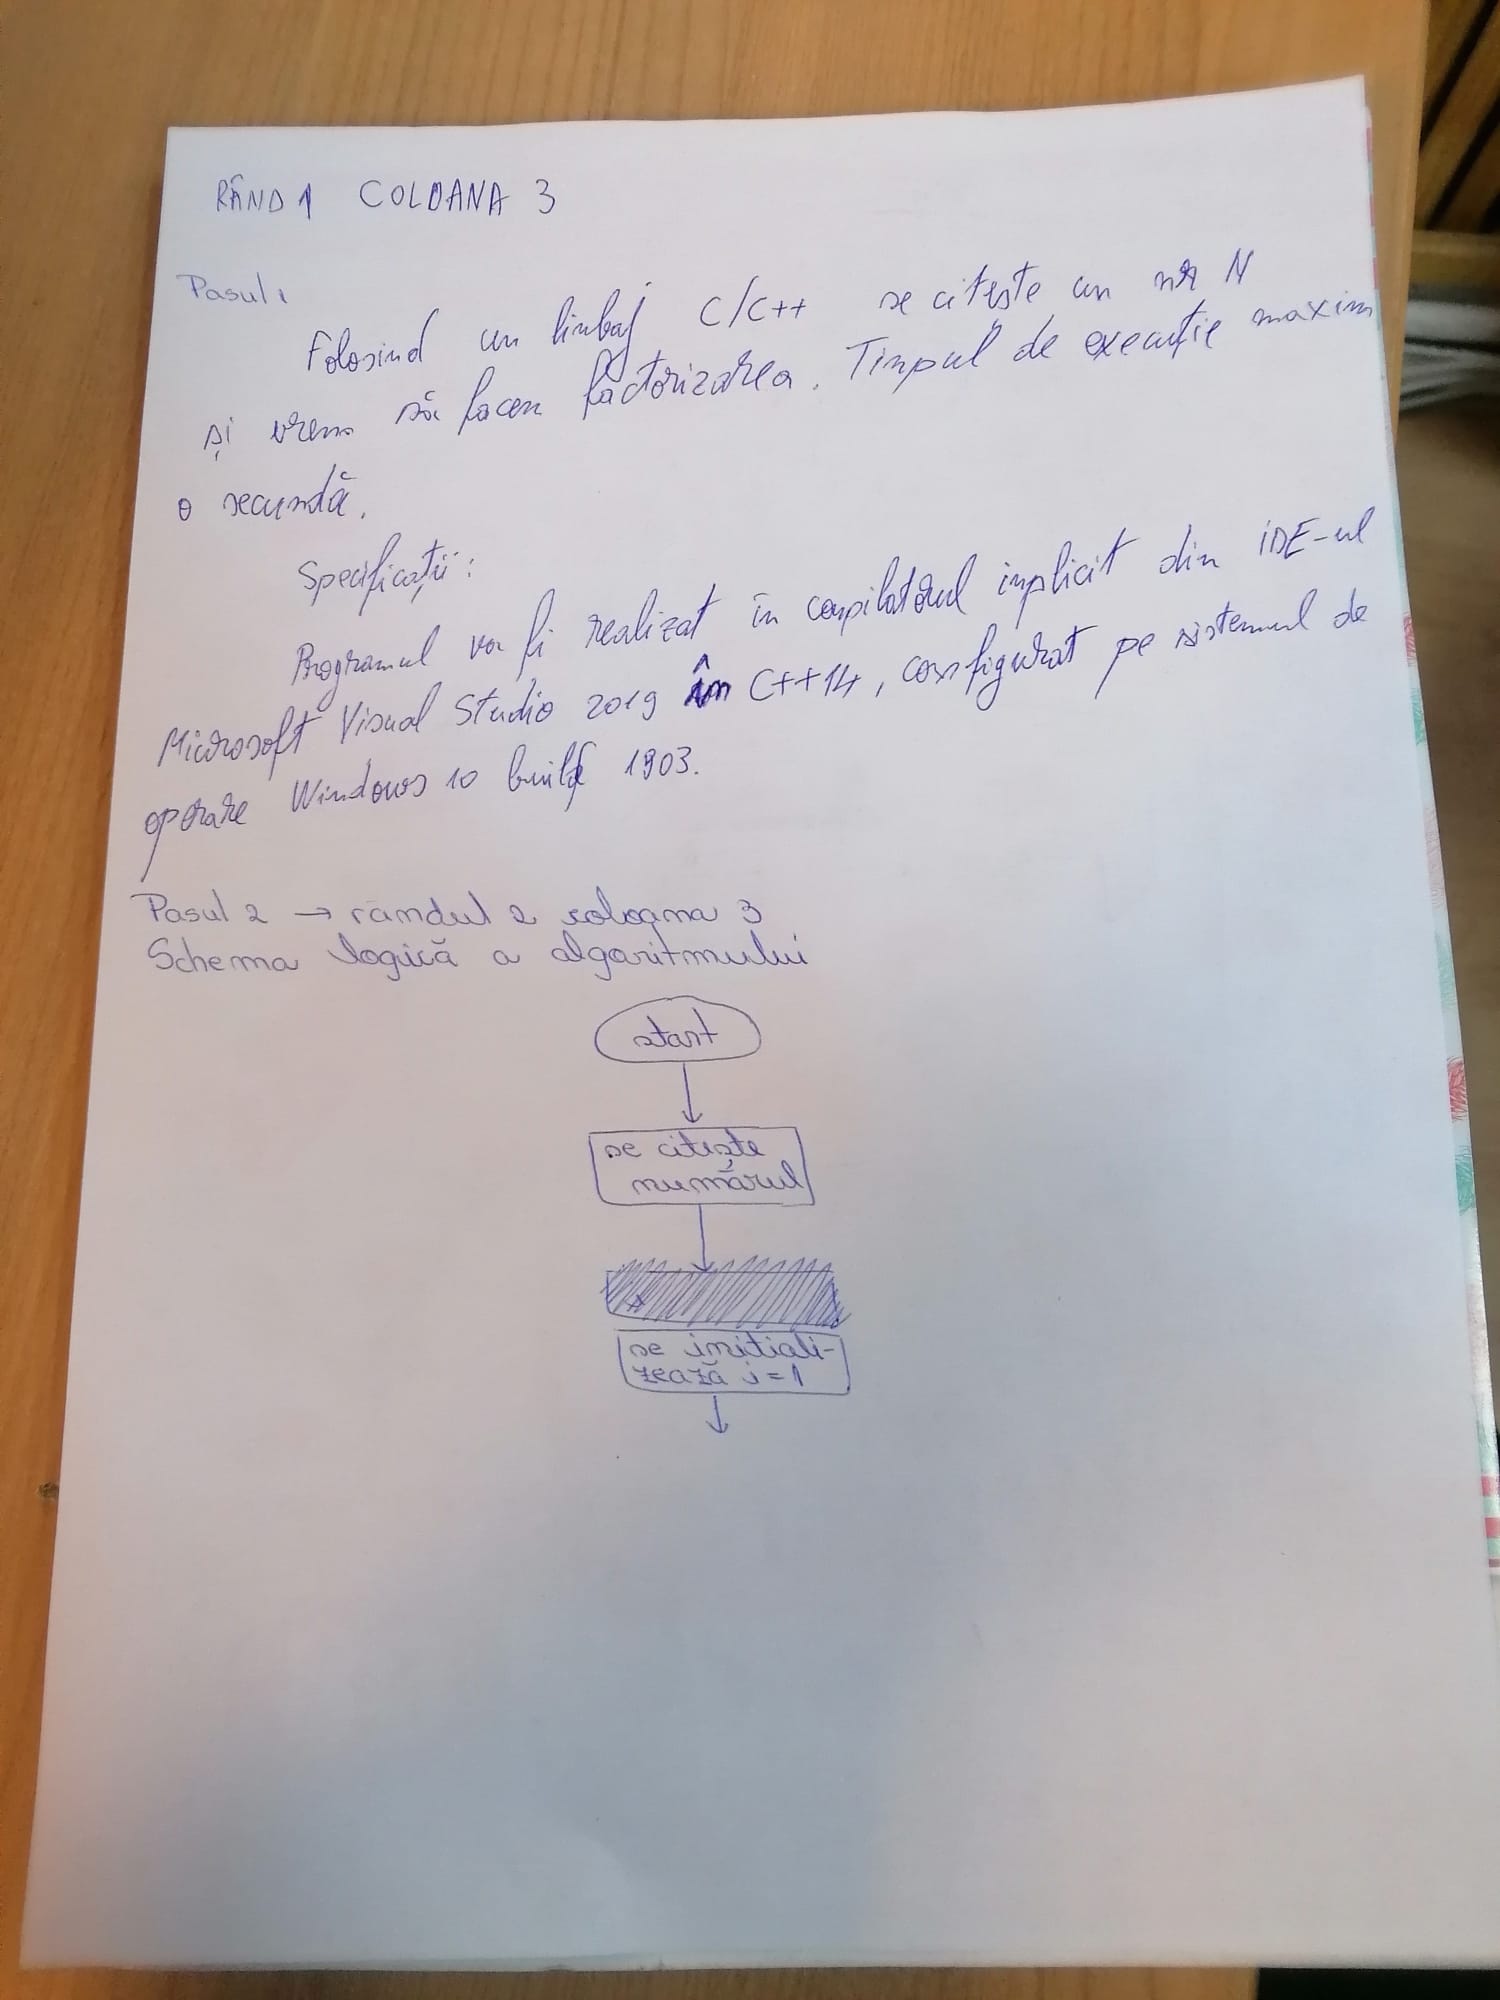 RÂND 1 COLOANA 3
Pasul 1
Folosind un limbaj C/C++ se citește un nr N
și vrem să facem factorizarea. Timpul de execuție maxim
o secundă.
Specificații:
Programul va fi realizat în compilatorul implicit din IDE-ul
Microsoft Visual Studio 2019 în C++14, configurat pe sistemul de
operare Windows 10 build 1903.
Pasul 2 → rândul 2 coloana 3
Schema logică a algoritmului
start
se citește
numărul
se initiali-
zează i=1